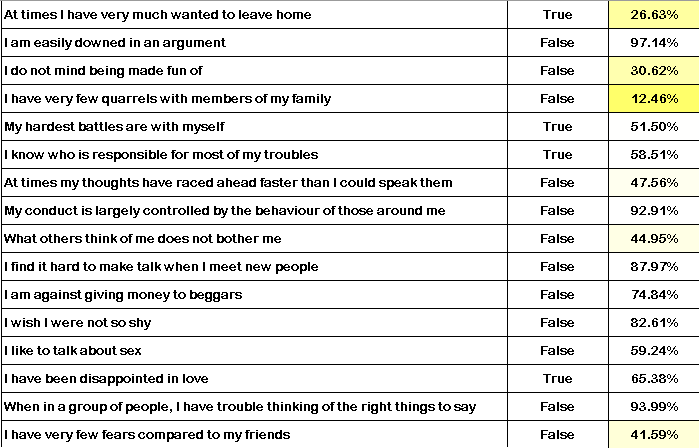 At times I have very much wanted to leave home True 26.63%
I am easily downed in an argument False 97.14%
I do not mind being made fun of False 30.62%
I have very few quarrels with members of my family False 12.46%
My hardest battles are with myself True 51.50%
I know who is responsible for most of my troubles True 58.51%
At times my thoughts have raced ahead faster than I could speak them False 47.56%
My conduct is largely controlled by the behaviour of those around me False 92.91%
What others think of me does not bother me False 44.95%
I find it hard to make talk when I meet new people False 87.97%
I am against giving money to beggars False 74.84%
I wish I were not so shy False 82.61%
I like to talk about sex False 59.24%
I have been disappointed in love True 65.38%
When in a group of people, I have trouble thinking of the right things to say False 93.99%
I have very few fears compared to my friends False 41.59%